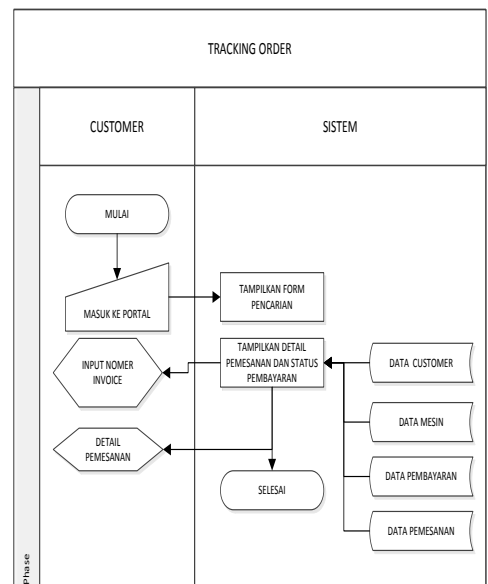 TRACKING ORDER
CUSTOMER
SISTEM
MULAI
MASUK KE PORTAL
TAMPILKAN FORM
PENCARIAN
INPUT NOMER
INVOICE
TAMPILKAN DETAIL
PEMESANAN DAN STATUS
PEMBAYARAN
DATA CUSTOMER
DATA MESIN
DETAIL
PEMESANAN
SELESAI
DATA PEMBAYARAN
DATA PEMESANAN
Phase